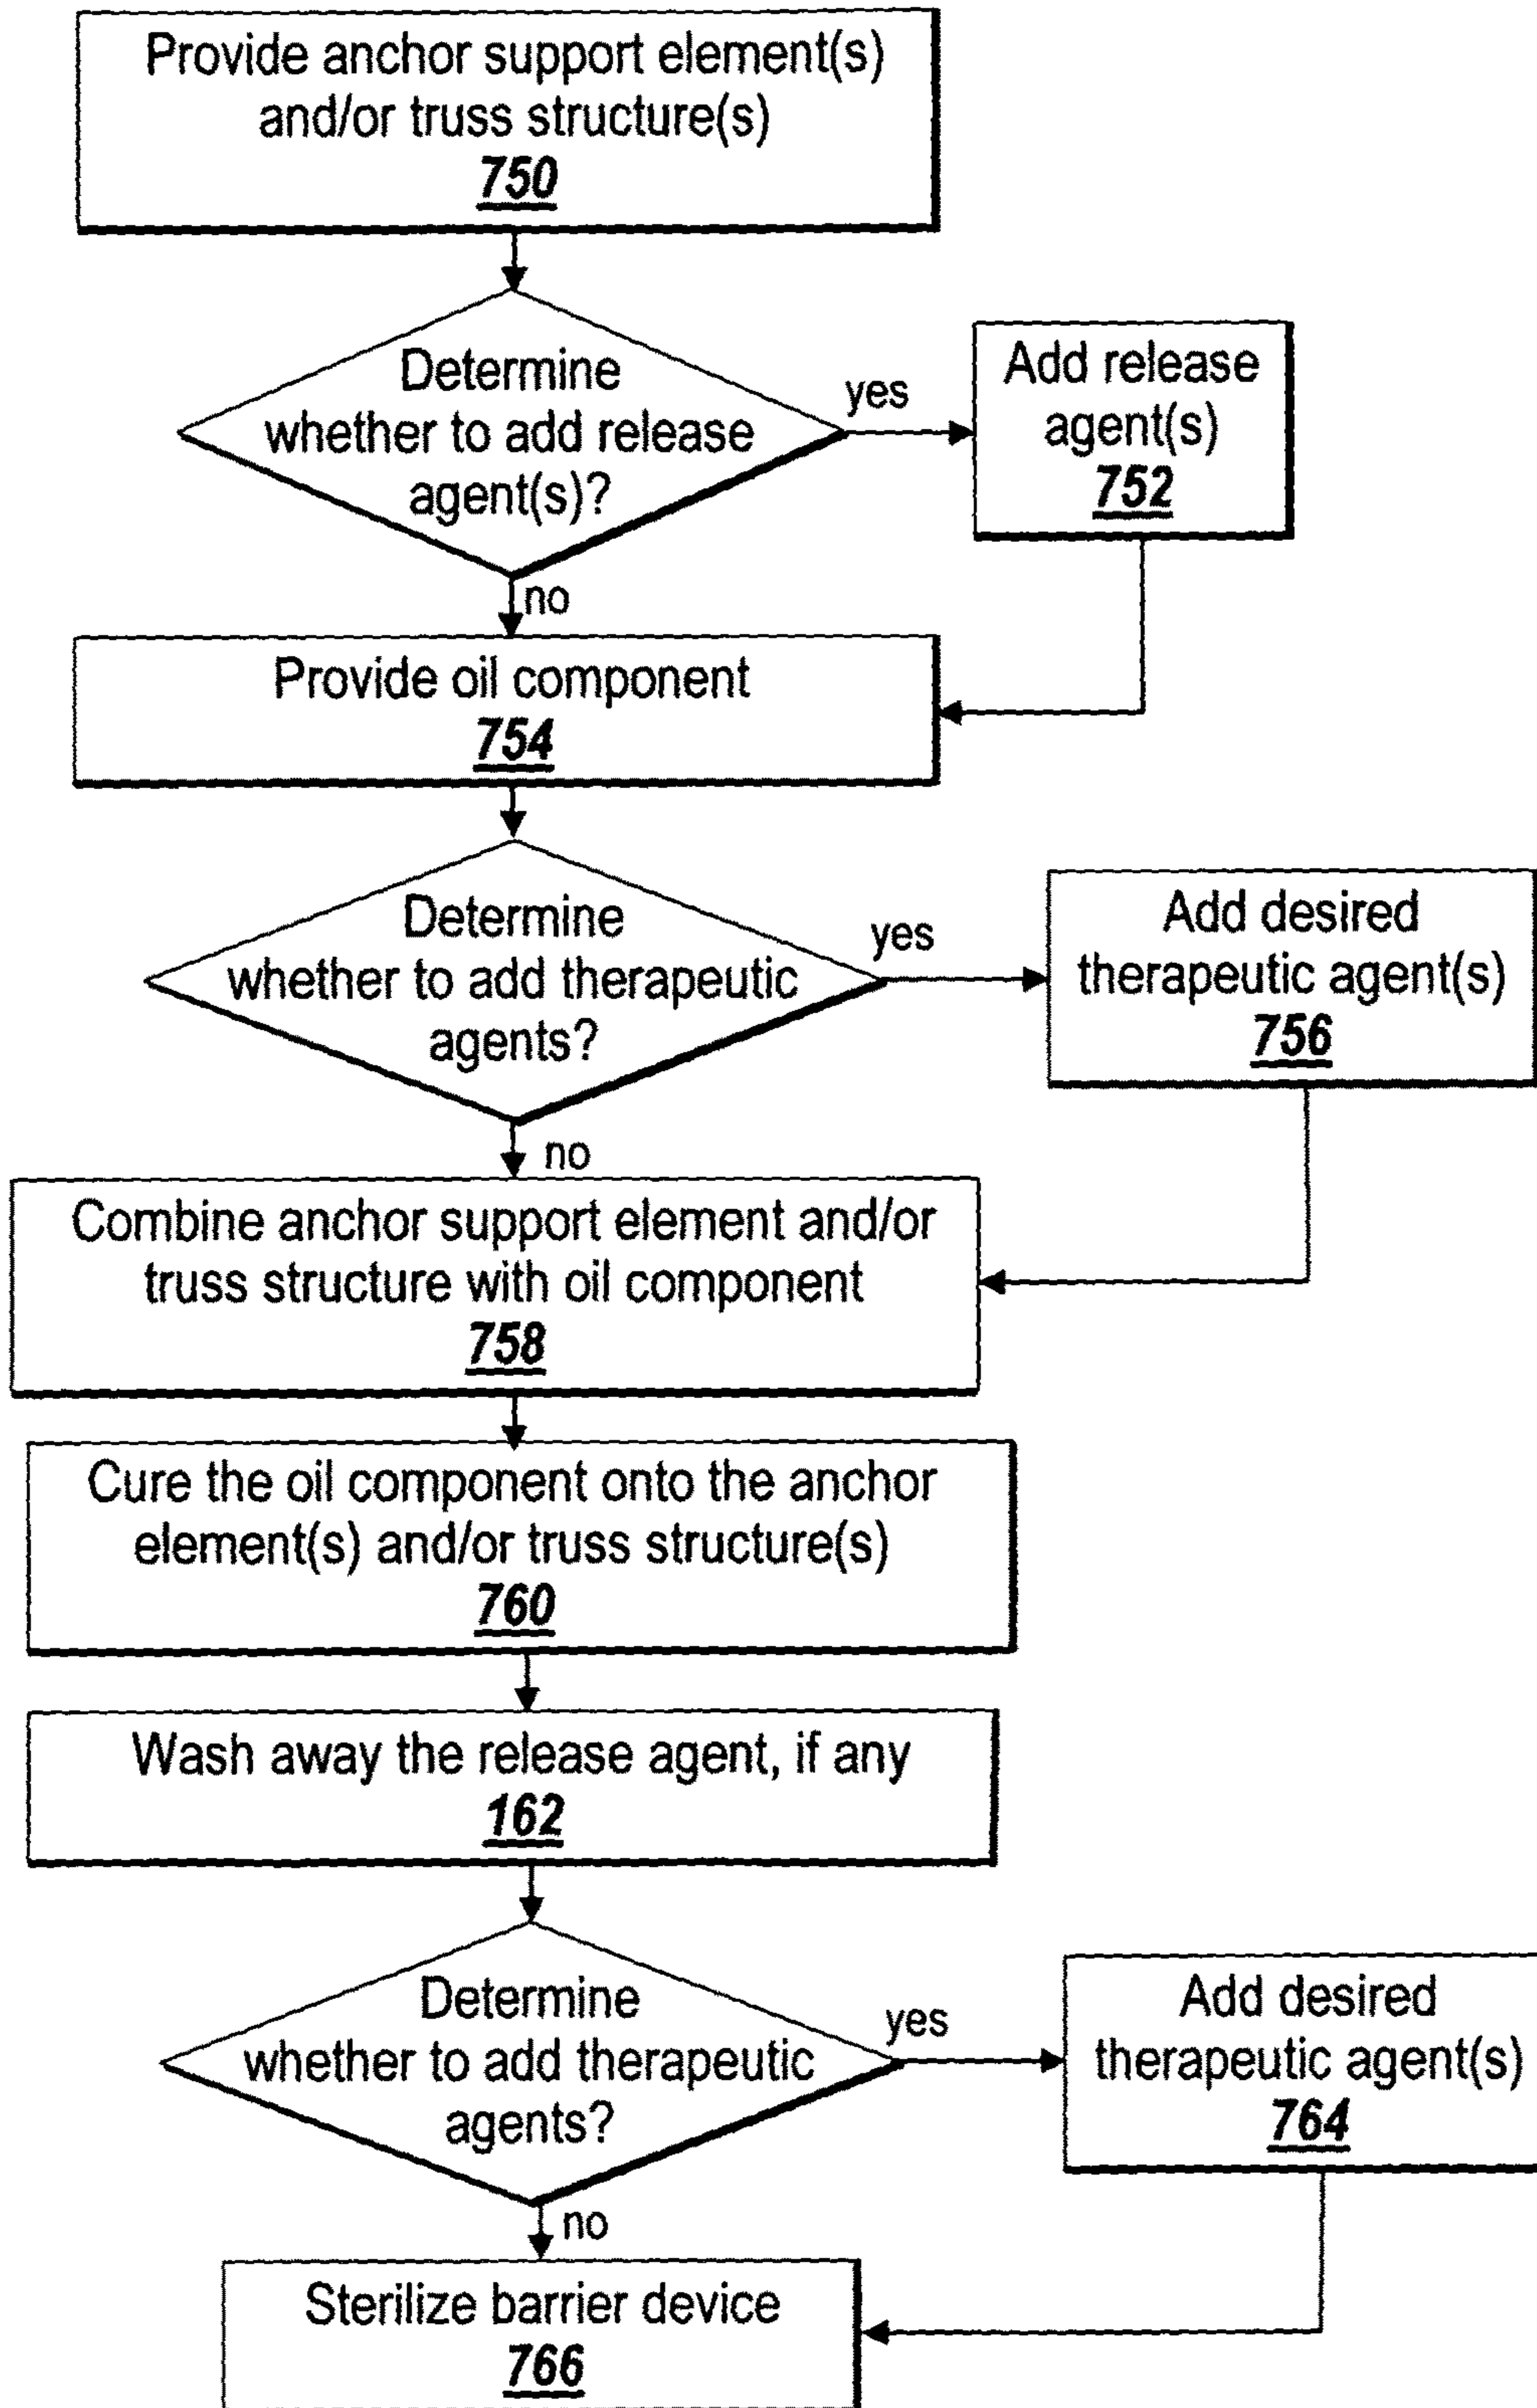 Provide anchor support element(s)
and/or truss structure(s)
750
Determine
whether to add release
agent(s)?
yes
Add release
agent(s)
752
no
Provide oil component
754
Determine
whether to add therapeutic
agents?
yes
Add desired
therapeutic agent(s)
756
no
Combine anchor support element and/or
truss structure with oil component
758
Cure the oil component onto the anchor
element(s) and/or truss structure(s)
760
Wash away the release agent, if any
162
Determine
whether to add therapeutic
agents?
yes
Add desired
therapeutic agent(s)
764
no
Sterilize barrier device
766